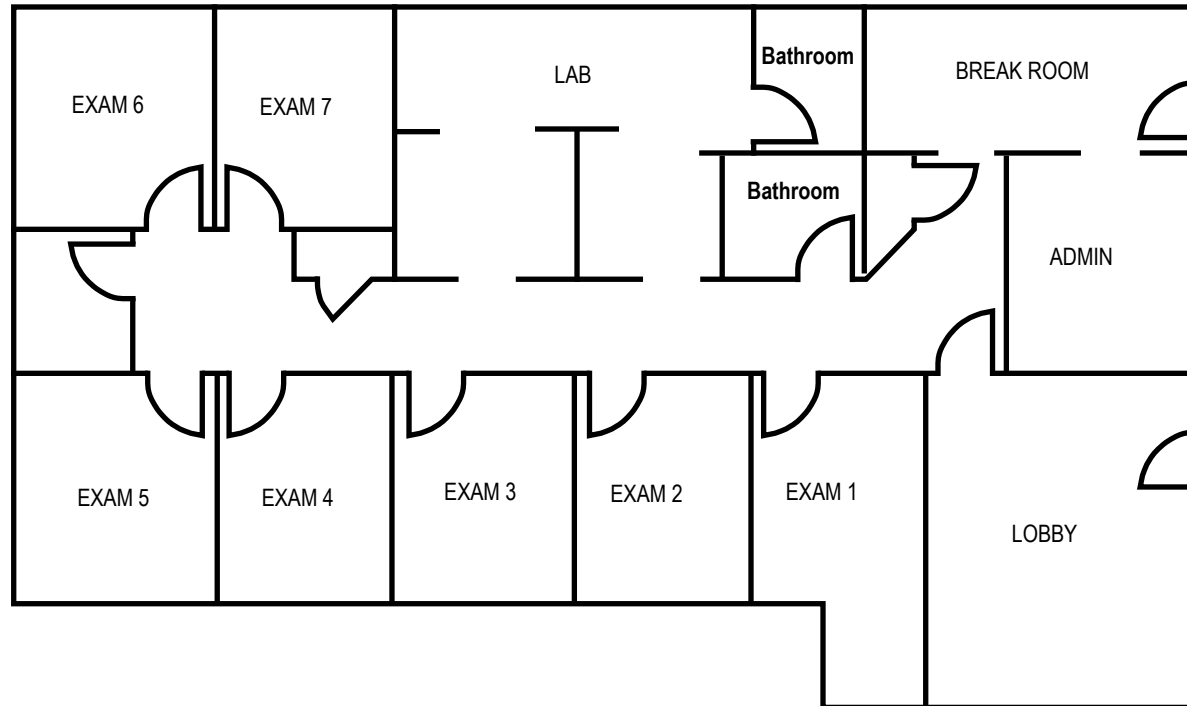 Bathroom
LAB
BREAK ROOM
EXAM 6
EXAM 7
Bathroom
ADMIN
EXAM 5
EXAM 4
EXAM 3
EXAM 2
EXAM 1
LOBBY